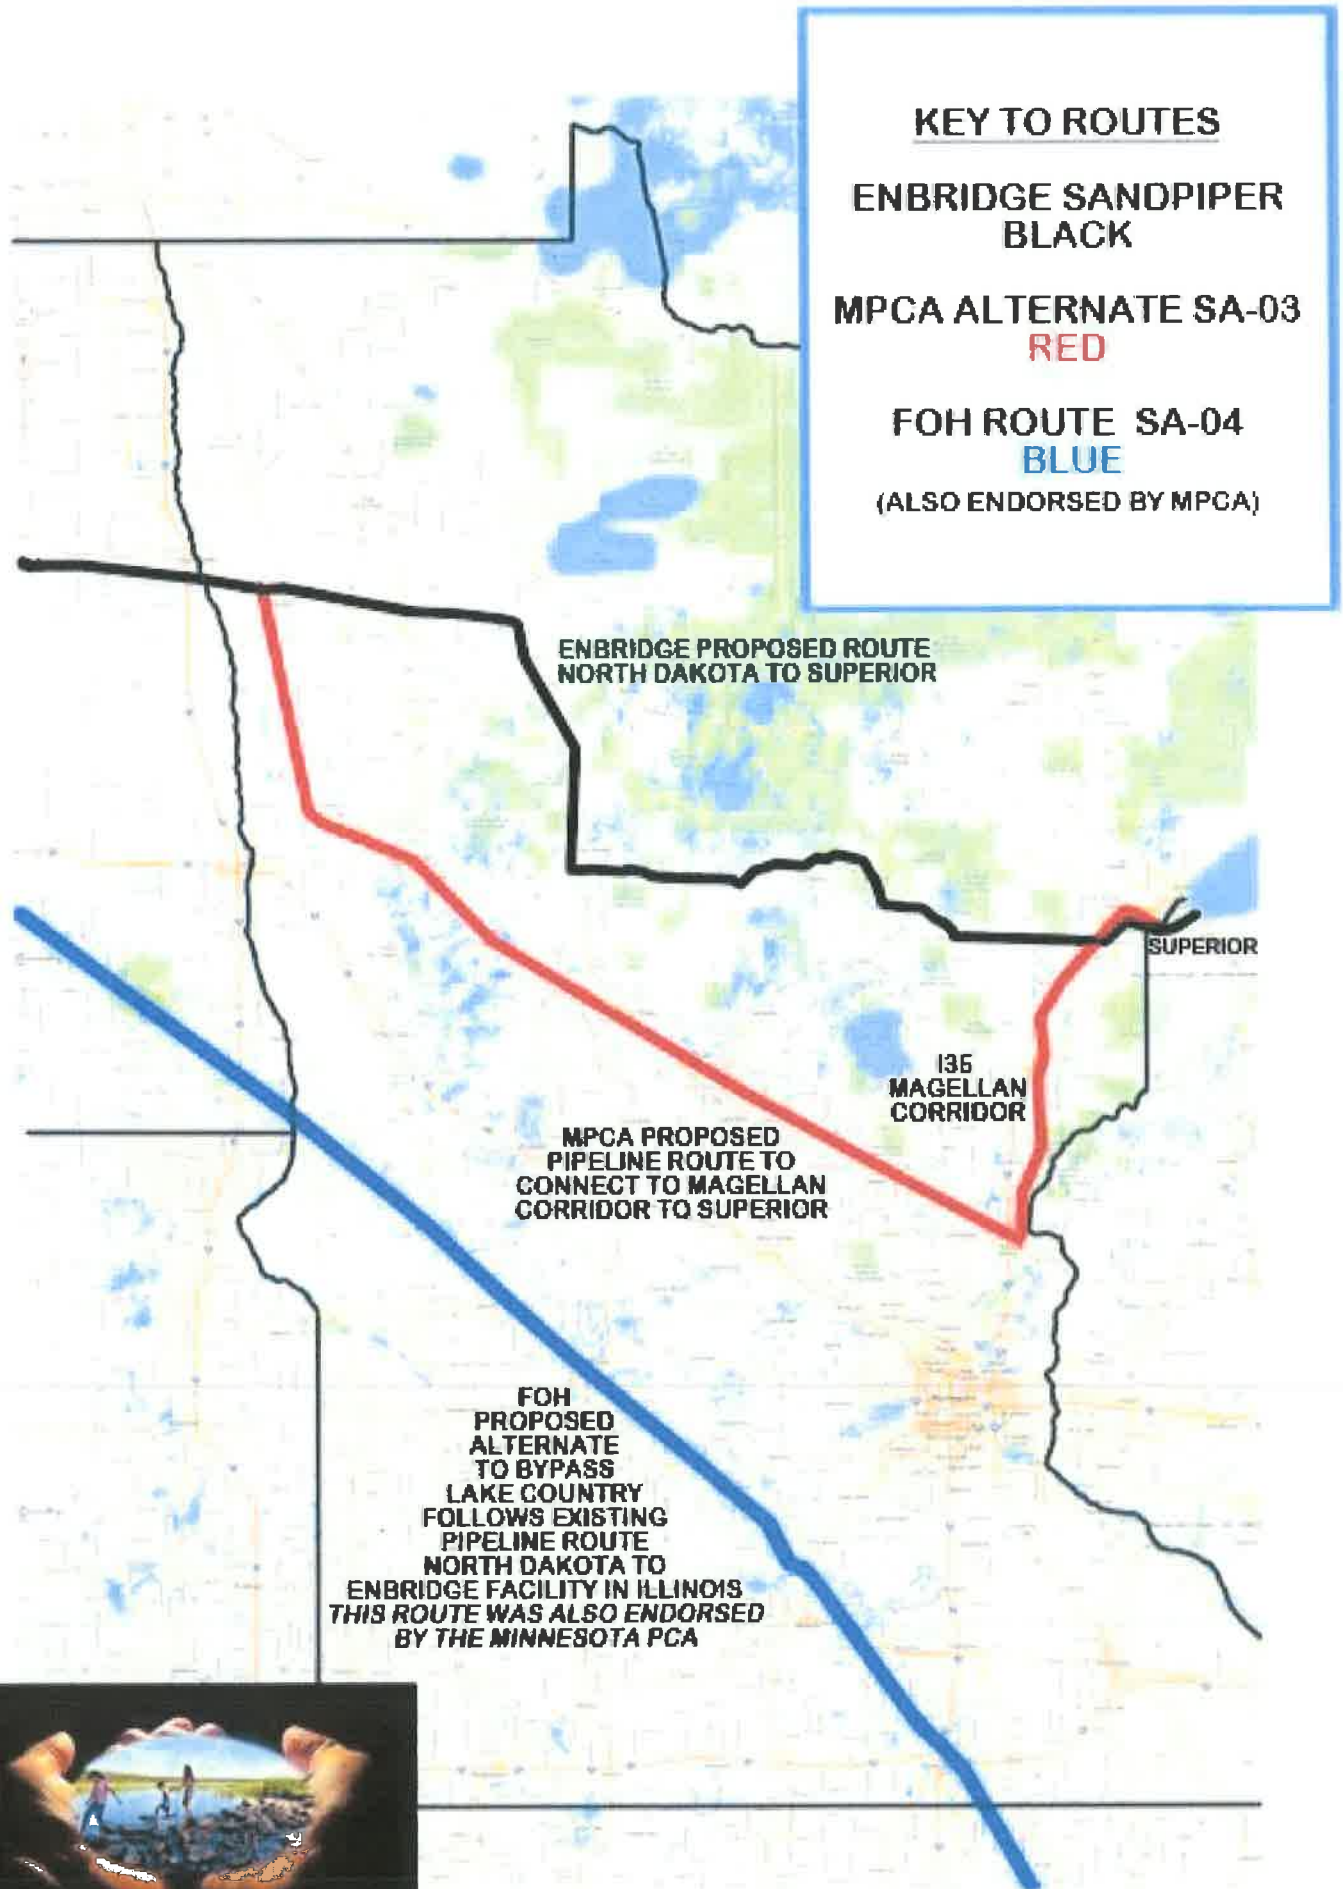 KEY TO ROUTES
ENBRIDGE SANDPIPER
BLACK
MPCA ALTERNATE SA-03
RED
FOH ROUTE SA-04
BLUE
(ALSO ENDORSED BY MPCA)
ENBRIDGE PROPOSED ROUTE
NORTH DAKOTA TO SUPERIOR
SUPERIOR
I35
MAGELLAN
CORRIDOR
MPCA PROPOSED
PIPELINE ROUTE TO
CONNECT TO MAGELLAN
CORRIDOR TO SUPERIOR
FOH
PROPOSED
ALTERNATE
TO BYPASS
LAKE COUNTRY
FOLLOWS EXISTING
PIPELINE ROUTE
NORTH DAKOTA TO
ENBRIDGE FACILITY IN ILLINOIS
THIS ROUTE WAS ALSO ENDORSED
BY THE MINNESOTA PCA